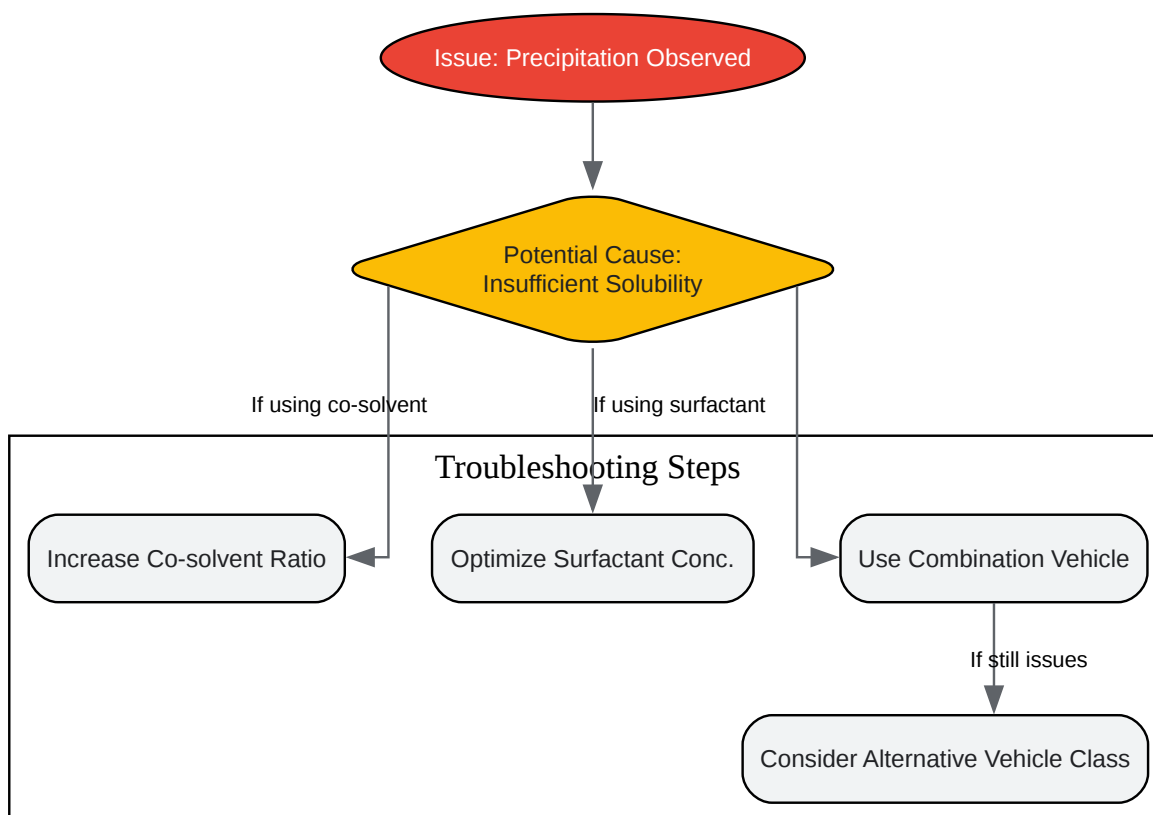 Issue: Precipitation Observed
Potential Cause:
Insufficient Solubility
If using co-solvent
If using surfactant
Troubleshooting Steps
Increase Co-solvent Ratio
Optimize Surfactant Conc.
Use Combination Vehicle
If still issues
Consider Alternative Vehicle Class